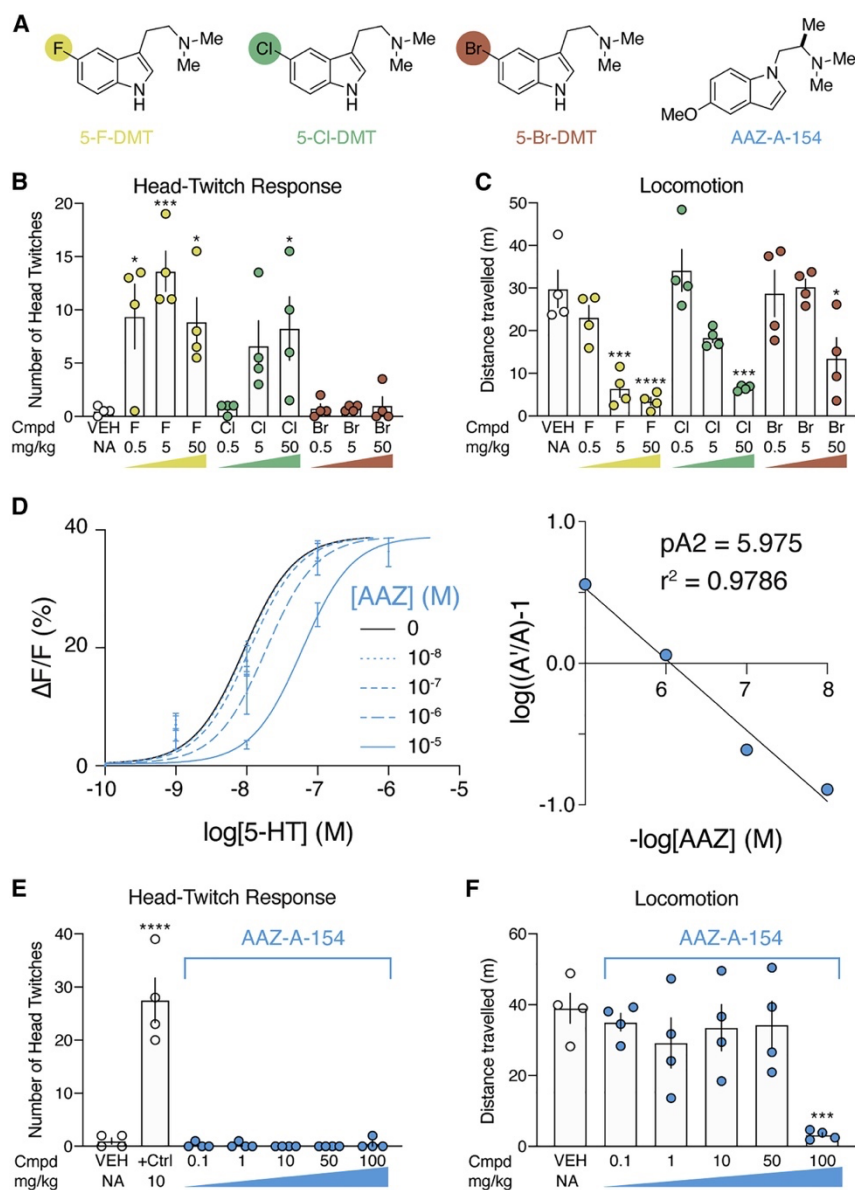 A
F
N
H
N
Me
Me
Cl
N
H
N
Me
Me
Br
N
H
N
Me
Me
MeO
N
Me
N
Me
Me
5-F-DMT
5-Cl-DMT
5-Br-DMT
AAZ-A-154
B
Head-Twitch Response
Number of Head Twitches
20
15
10
5
0
*
***
*
*
Cmpd VEH F F F Cl Cl Cl Br Br Br
mg/kg NA 0.5 5 50 0.5 5 50 0.5 5 50
C
Locomotion
Distance travelled (m)
50
40
30
20
10
0
***
****
***
*
Cmpd VEH F F F Cl Cl Cl Br Br Br
mg/kg NA 0.5 5 50 0.5 5 50 0.5 5 50
D
ΔF/F (%)
40
20
0
-10 -9 -8 -7 -6 -5
log[5-HT] (M)
[AAZ] (M)
0
10-8
10-7
10-6
10-5
log((A'/A)-1
1.0
0.0
-1.0
6 7 8
pA2 = 5.975
r2 = 0.9786
-log[AAZ] (M)
E
Head-Twitch Response
Number of Head Twitches
40
30
20
10
0
****
AAZ-A-154
Cmpd VEH +Ctrl 0.1 1 10 50 100
mg/kg NA 10
F
Locomotion
Distance travelled (m)
60
40
20
0
AAZ-A-154
***
Cmpd VEH 0.1 1 10 50 100
mg/kg NA